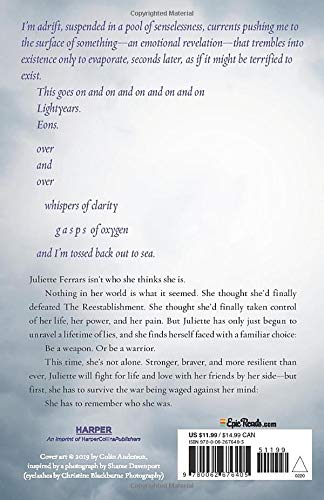 I'm adrift, suspended in a pool of senselessness, currents pushing me to
the surface of something—an emotional revelation—that trembles into
existence only to evaporate, seconds later, as if it might be terrified to
exist.
This goes on and on and on and on and on
Lightyears.
Eons.
over
and
over
whispers of clarity
g a s p s of oxygen
and I'm tossed back out to sea.
Juliette Ferrars isn't who she thinks she is.
Nothing in her world is what it seemed. She thought she'd finally
defeated The Reestablishment. She thought she'd finally taken control
of her life, her power, and her pain. But Juliette has only just begun to
unravel a lifetime of lies, and she finds herself faced with a familiar choice:
Be a weapon. Or be a warrior.
This time, she's not alone. Stronger, braver, and more resilient than
ever, Juliette will fight for life and love with her friends by her side—but
first, she has to survive the war being waged against her mind:
She has to remember who she was.
HARPER
An Imprint of HarperCollinsPublishers
Cover art © 2019 by Colin Anderson,
inspired by a photograph by Sharee Davenport
(eyelashes by Christine Blackburne Photography)
EpicReads.com
US $11.99 / $14.99 CAN
ISBN 978-0-06-267640-5
51199
9 780062 676405
0220